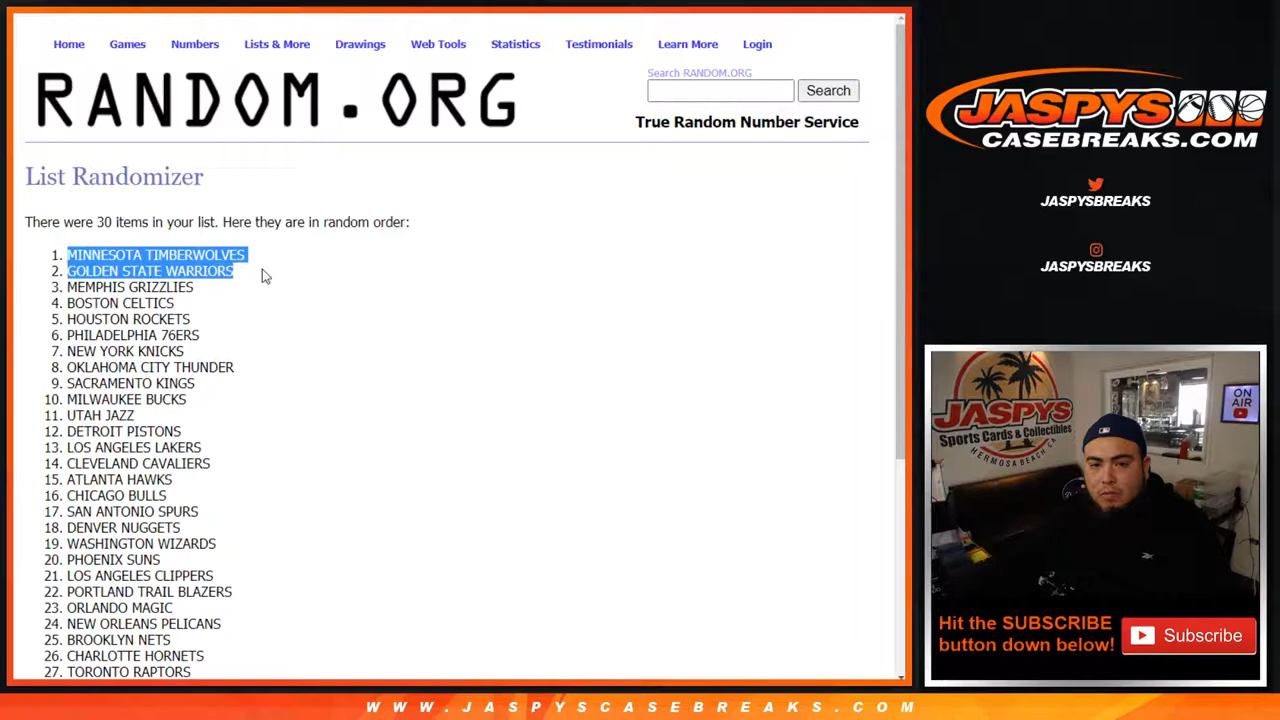 Home Games Numbers Lists & More Drawings Web Tools Statistics Testimonials Learn More Login
Search RANDOM.ORG
RANDOM.ORG
Search
True Random Number Service
List Randomizer
There were 30 items in your list. Here they are in random order:
1. MINNESOTA TIMBERWOLVES
2. GOLDEN STATE WARRIORS
3. MEMPHIS GRIZZLIES
4. BOSTON CELTICS
5. HOUSTON ROCKETS
6. PHILADELPHIA 76ERS
7. NEW YORK KNICKS
8. OKLAHOMA CITY THUNDER
9. SACRAMENTO KINGS
10. MILWAUKEE BUCKS
11. UTAH JAZZ
12. DETROIT PISTONS
13. LOS ANGELES LAKERS
14. CLEVELAND CAVALIERS
15. ATLANTA HAWKS
16. CHICAGO BULLS
17. SAN ANTONIO SPURS
18. DENVER NUGGETS
19. WASHINGTON WIZARDS
20. PHOENIX SUNS
21. LOS ANGELES CLIPPERS
22. PORTLAND TRAIL BLAZERS
23. ORLANDO MAGIC
24. NEW ORLEANS PELICANS
25. BROOKLYN NETS
26. CHARLOTTE HORNETS
27. TORONTO RAPTORS
JASPYS
CASEBREAKS.COM
JASPYSBREAKS
JASPYSBREAKS
JASPYS
Sports Cards & Collectibles
HERMOSA BEACH CA
ON
AIR
Hit the SUBSCRIBE
button down below!
Subscribe
WWW.JASPYSCASEBREAKS.COM